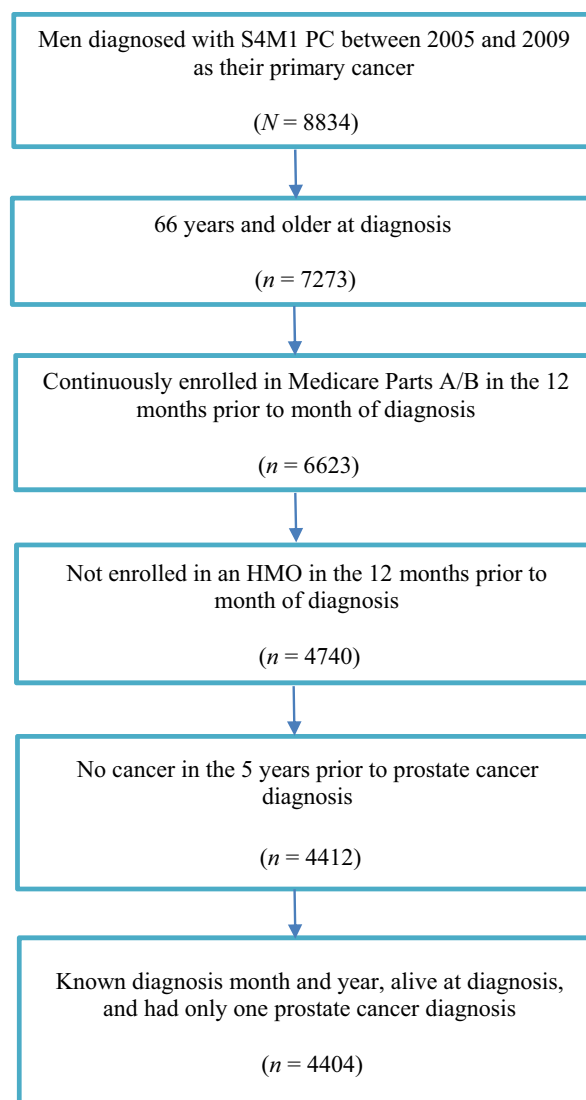 Men diagnosed with S4M1 PC between 2005 and 2009
as their primary cancer
(N = 8834)
66 years and older at diagnosis
(n = 7273)
Continuously enrolled in Medicare Parts A/B in the 12
months prior to month of diagnosis
(n = 6623)
Not enrolled in an HMO in the 12 months prior to
month of diagnosis
(n = 4740)
No cancer in the 5 years prior to prostate cancer
diagnosis
(n = 4412)
Known diagnosis month and year, alive at diagnosis,
and had only one prostate cancer diagnosis
(n = 4404)